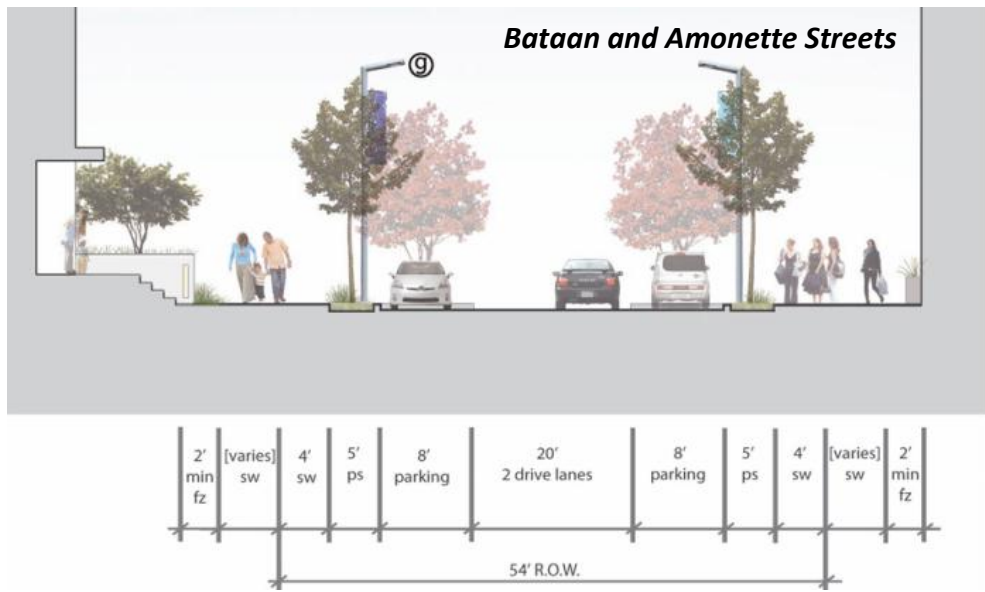 Bataan and Amonette Streets
g
2'
min
fz
[varies]
sw
4'
sw
5'
ps
8'
parking
20'
2 drive lanes
8'
parking
5'
ps
4'
sw
[varies]
sw
2'
min
fz
54' R.O.W.